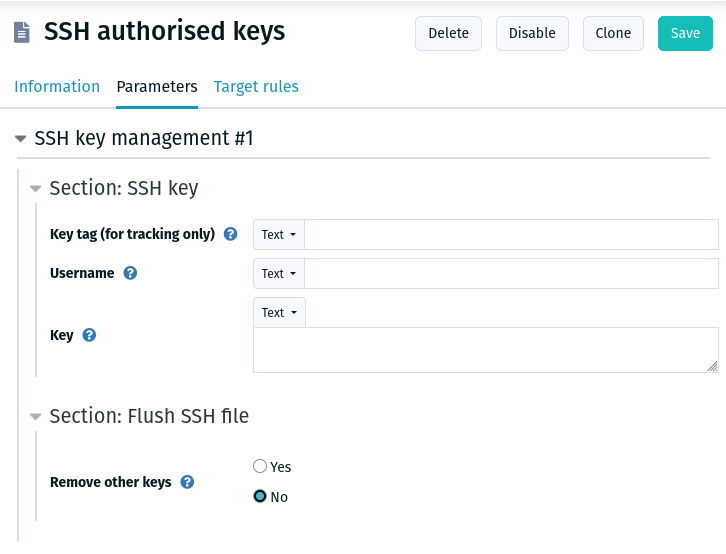 SSH authorised keys
Delete
Disable
Clone
Save
Information
Parameters
Target rules
SSH key management #1
Section: SSH key
Key tag (for tracking only) ?
Text
Username ?
Text
Text
Key ?
Section: Flush SSH file
Yes
Remove other keys ?
No